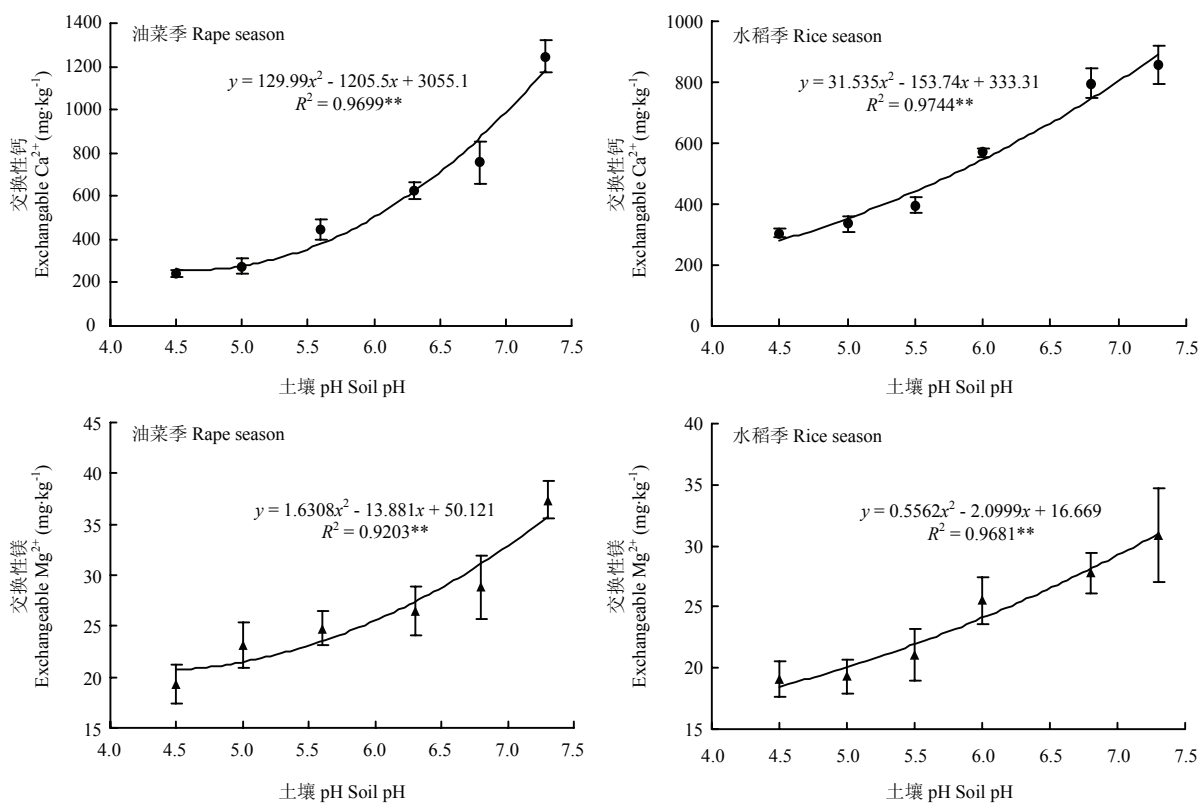 油菜季 Rape season
y = 129.99x² - 1205.5x + 3055.1
R² = 0.9699**
交换性钙
Exchangable Ca²⁺ (mg·kg⁻¹)
1400
1200
1000
800
600
400
200
0
4.0 4.5 5.0 5.5 6.0 6.5 7.0 7.5
土壤 pH Soil pH
水稻季 Rice season
y = 31.535x² - 153.74x + 333.31
R² = 0.9744**
交换性钙
Exchangable Ca²⁺ (mg·kg⁻¹)
1000
800
600
400
200
0
4.0 4.5 5.0 5.5 6.0 6.5 7.0 7.5
土壤 pH Soil pH
油菜季 Rape season
y = 1.6308x² - 13.881x + 50.121
R² = 0.9203**
交换性镁
Exchangeable Mg²⁺ (mg·kg⁻¹)
45
40
35
30
25
20
15
4.0 4.5 5.0 5.5 6.0 6.5 7.0 7.5
土壤 pH Soil pH
水稻季 Rice season
y = 0.5562x² - 2.0999x + 16.669
R² = 0.9681**
交换性镁
Exchangeable Mg²⁺ (mg·kg⁻¹)
40
35
30
25
20
15
4.0 4.5 5.0 5.5 6.0 6.5 7.0 7.5
土壤 pH Soil pH